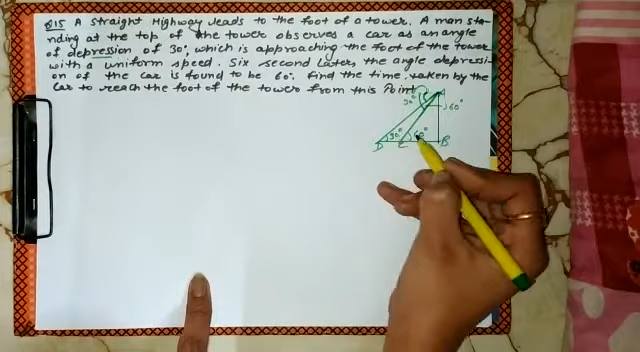 Q15 A Straight Highway leads to the foot of a tower. A man sta-
nding at the top of the tower observes a car as an angle
of depression of 30°, which is approaching the foot of the tower
with a uniform speed. Six second Later, the angle depressi-
on of the car is found to be 60°. Find the time taken by the
Car to reach the foot of the tower from this Point.
30° A 60°
D 30° C 60° B